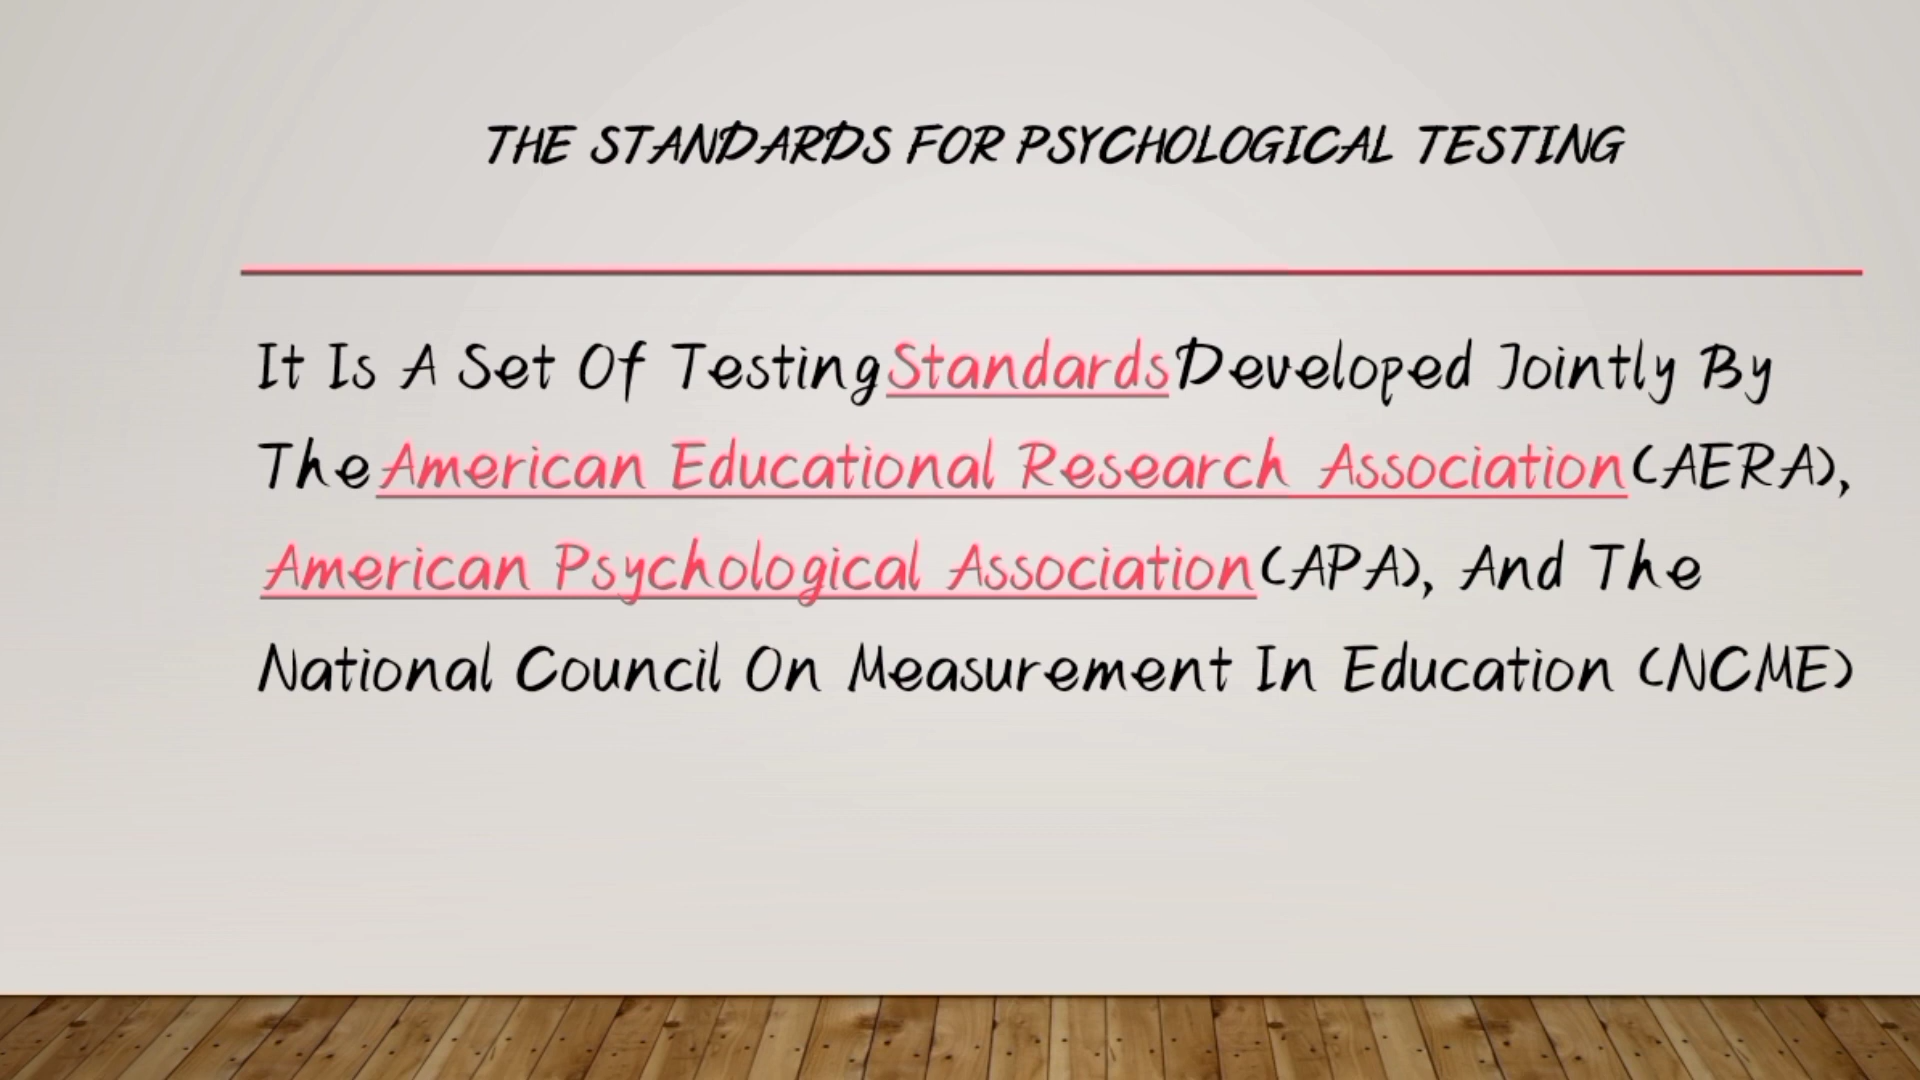 THE STANDARDS FOR PSYCHOLOGICAL TESTING
It Is A Set Of Testing Standards Developed Jointly By
The American Educational Research Association (AERA),
American Psychological Association (APA), And The
National Council On Measurement In Education (NCME)